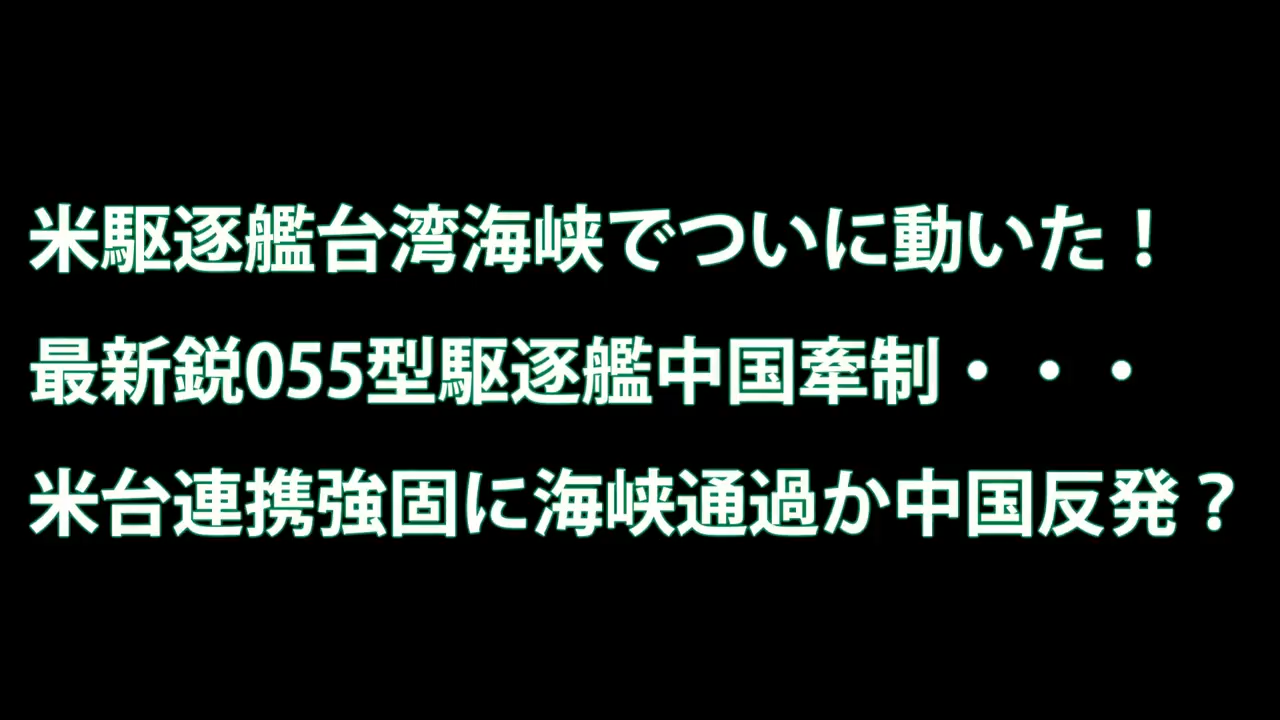 米駆逐艦台湾海峡でついに動いた！
最新鋭055型駆逐艦中国牽制・・・
米台連携強固に海峡通過か中国反発？